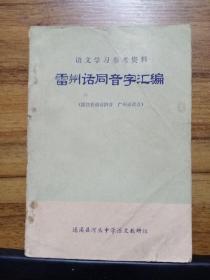 语文学习参考资料
雷州话同音字汇编
遂溪县河头中学语文教研组